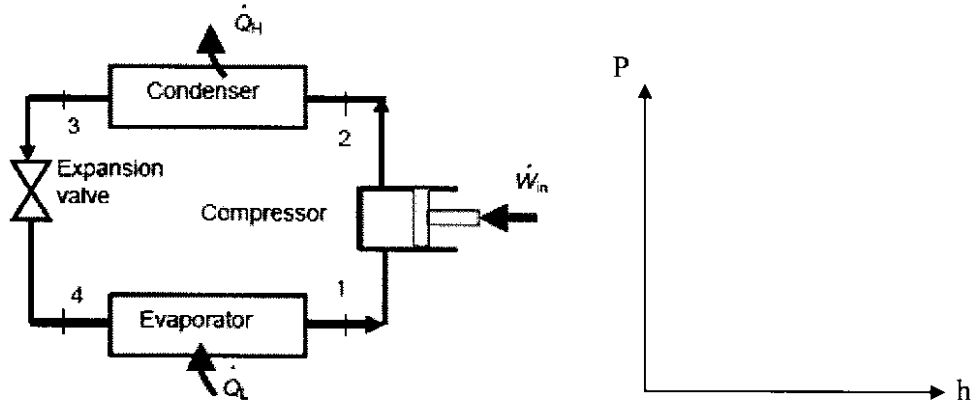 Q̇H
P
Condenser
3
2
Expansion
valve
Ẇin
Compressor
4
1
Evaporator
Q̇L
h